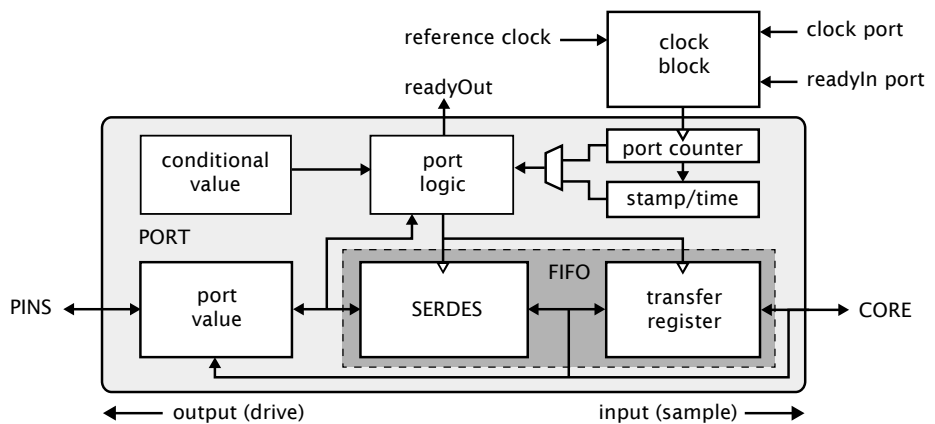 reference clock
clock
block
clock port
readyIn port
readyOut
conditional
value
port
logic
port counter
stamp/time
PORT
FIFO
PINS
port
value
SERDES
transfer
register
CORE
output (drive)
input (sample)